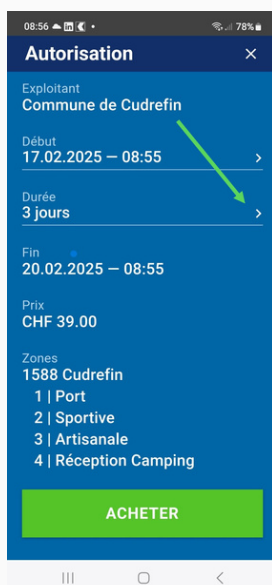 08:56
78%
Autorisation
Exploitant
Commune de Cudrefin
Début
17.02.2025 — 08:55
Durée
3 jours
Fin
20.02.2025 — 08:55
Prix
CHF 39.00
Zones
1588 Cudrefin
1 | Port
2 | Sportive
3 | Artisanale
4 | Réception Camping
ACHETER